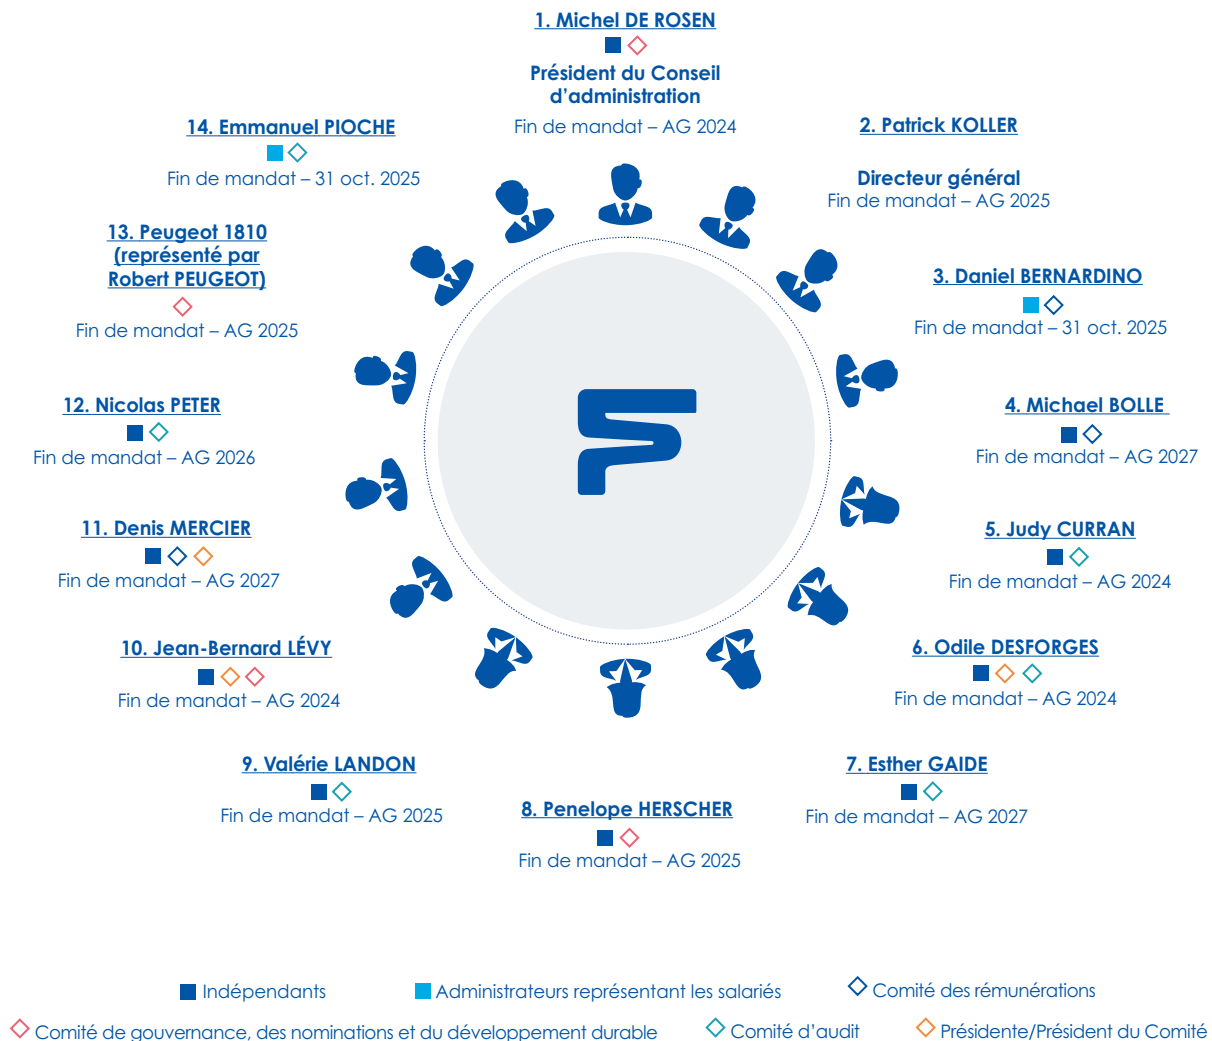 1. Michel DE ROSEN
Président du Conseil
d’administration
Fin de mandat – AG 2024
2. Patrick KOLLER
Directeur général
Fin de mandat – AG 2025
3. Daniel BERNARDINO
Fin de mandat – 31 oct. 2025
4. Michael BOLLE
Fin de mandat – AG 2027
5. Judy CURRAN
Fin de mandat – AG 2024
6. Odile DESFORGES
Fin de mandat – AG 2024
7. Esther GAIDE
Fin de mandat – AG 2027
8. Penelope HERSCHER
Fin de mandat – AG 2025
9. Valérie LANDON
Fin de mandat – AG 2025
10. Jean-Bernard LÉVY
Fin de mandat – AG 2024
11. Denis MERCIER
Fin de mandat – AG 2027
12. Nicolas PETER
Fin de mandat – AG 2026
13. Peugeot 1810
(représenté par
Robert PEUGEOT)
Fin de mandat – AG 2025
14. Emmanuel PIOCHE
Fin de mandat – 31 oct. 2025
Indépendants
Administrateurs représentant les salariés
Comité des rémunérations
Comité de gouvernance, des nominations et du développement durable
Comité d’audit
Présidente/Président du Comité